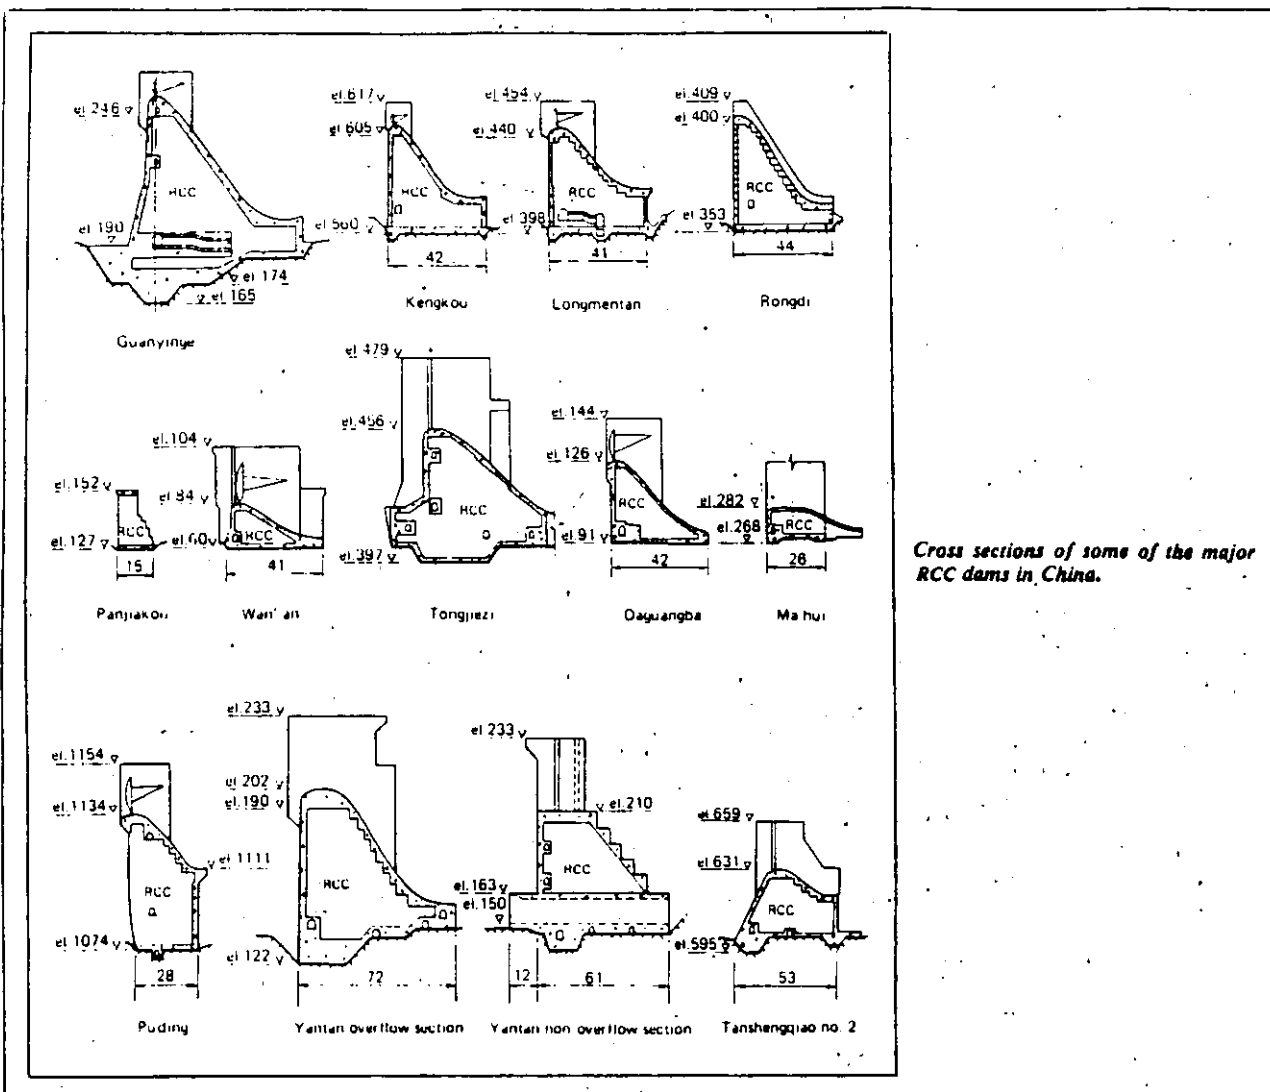 el.246
RCC
el.190
el.174
el.165
Guanyinge
el.617
el.605
RCC
el 560
42
Kengkou
el.454
el.440
RCC
el 398
41
Longmentan
el.409
el.400
RCC
el 353
44
Rongdi
el.152
RCC
el.127
15
Panjiakou
el.104
el 84
RCC
el.60
41
Wan' an
el.479
el.456
RCC
el.397
Tongjiezi
el.144
el.126
RCC
el.91
42
Daguangba
el.282
el.268
RCC
26
Ma hui
Cross sections of some of the major
RCC dams in China.
el.1154
el.1134
el.1111
RCC
el.1074
28
Puding
el.233
el.202
el.190
RCC
el 122
72
Yantan overflow section
el.233
el.210
RCC
el.163
el.150
12
61
Yantan non overflow section
el.659
el.631
RCC
el.595
53
Tanshengqiao no. 2